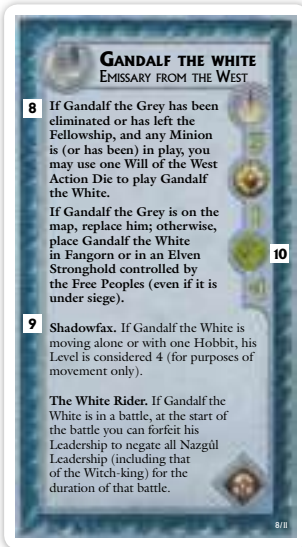 GANDALF THE WHITE
EMISSARY FROM THE WEST
8
If Gandalf the Grey has been
eliminated or has left the
Fellowship, and any Minion
is (or has been) in play, you
may use one Will of the West
Action Die to play Gandalf
the White.
If Gandalf the Grey is on the
map, replace him; otherwise,
place Gandalf the White
in Fangorn or in an Elven
Stronghold controlled by
the Free Peoples (even if it is
under siege).
10
9
Shadowfax. If Gandalf the White is
moving alone or with one Hobbit, his
Level is considered 4 (for purposes of
movement only).
The White Rider. If Gandalf the
White is in a battle, at the start of
the battle you can forfeit his
Leadership to negate all Nazgûl
Leadership (including that
of the Witch-king) for the
duration of that battle.
8/II